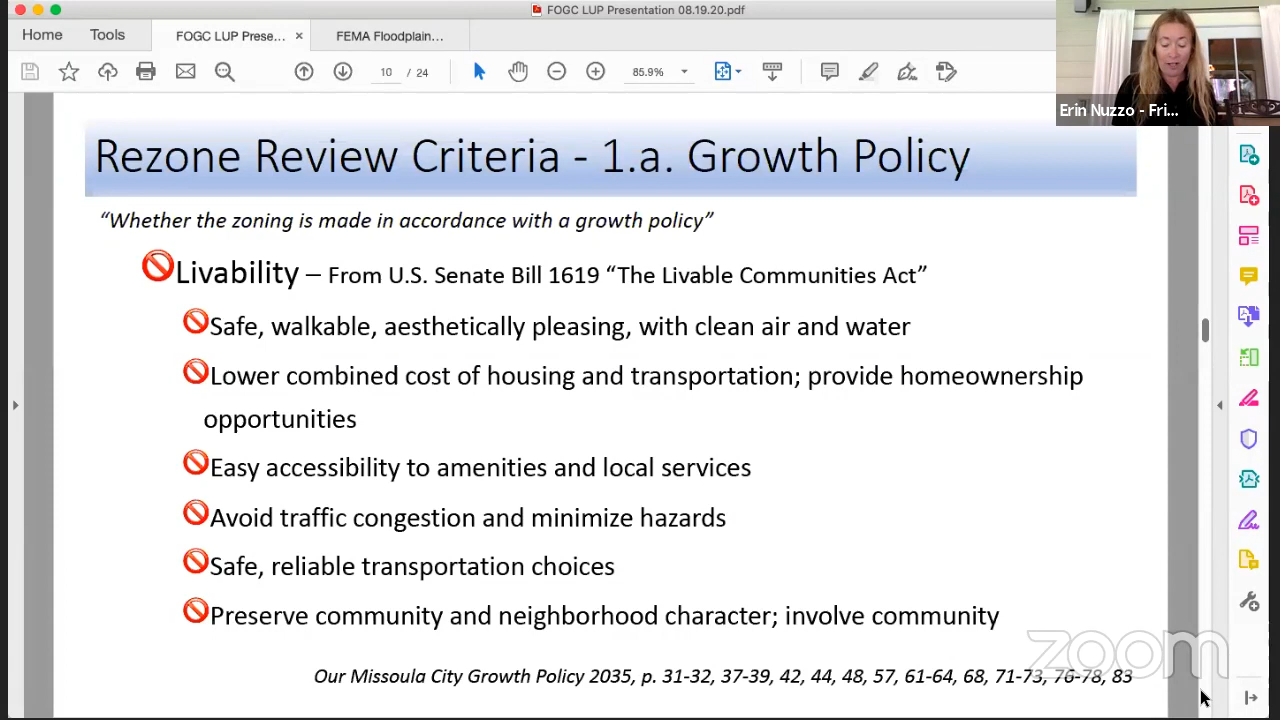 FOGC LUP Presentation 08.19.20.pdf
Home Tools FOGC LUP Prese... × FEMA Floodplain...
10 / 24 85.9%
Erin Nuzzo - Fri...
Rezone Review Criteria - 1.a. Growth Policy
“Whether the zoning is made in accordance with a growth policy”
Livability – From U.S. Senate Bill 1619 “The Livable Communities Act”
Safe, walkable, aesthetically pleasing, with clean air and water
Lower combined cost of housing and transportation; provide homeownership
opportunities
Easy accessibility to amenities and local services
Avoid traffic congestion and minimize hazards
Safe, reliable transportation choices
Preserve community and neighborhood character; involve community
zoom
Our Missoula City Growth Policy 2035, p. 31-32, 37-39, 42, 44, 48, 57, 61-64, 68, 71-73, 76-78, 83